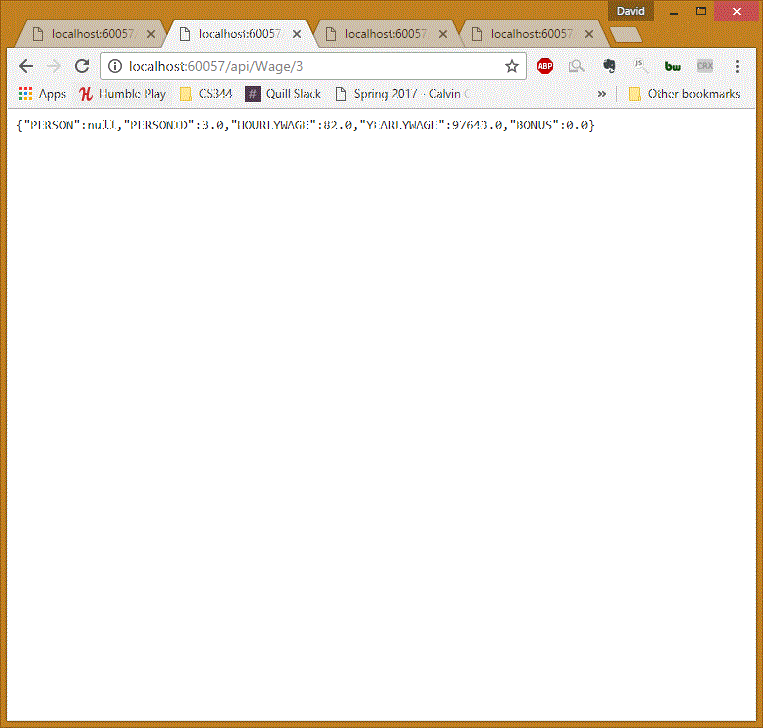 David
localhost:60057 localhost:60057 localhost:60057 localhost:60057
localhost:60057/api/Wage/3
ABP JS bw CRX
Apps Humble Play CS344 # Quill Slack Spring 2017 - Calvin C » Other bookmarks
{"PERSON":null,"PERSONID":3.0,"HOURLYWAGE":82.0,"YEARLYWAGE":97643.0,"BONUS":0.0}